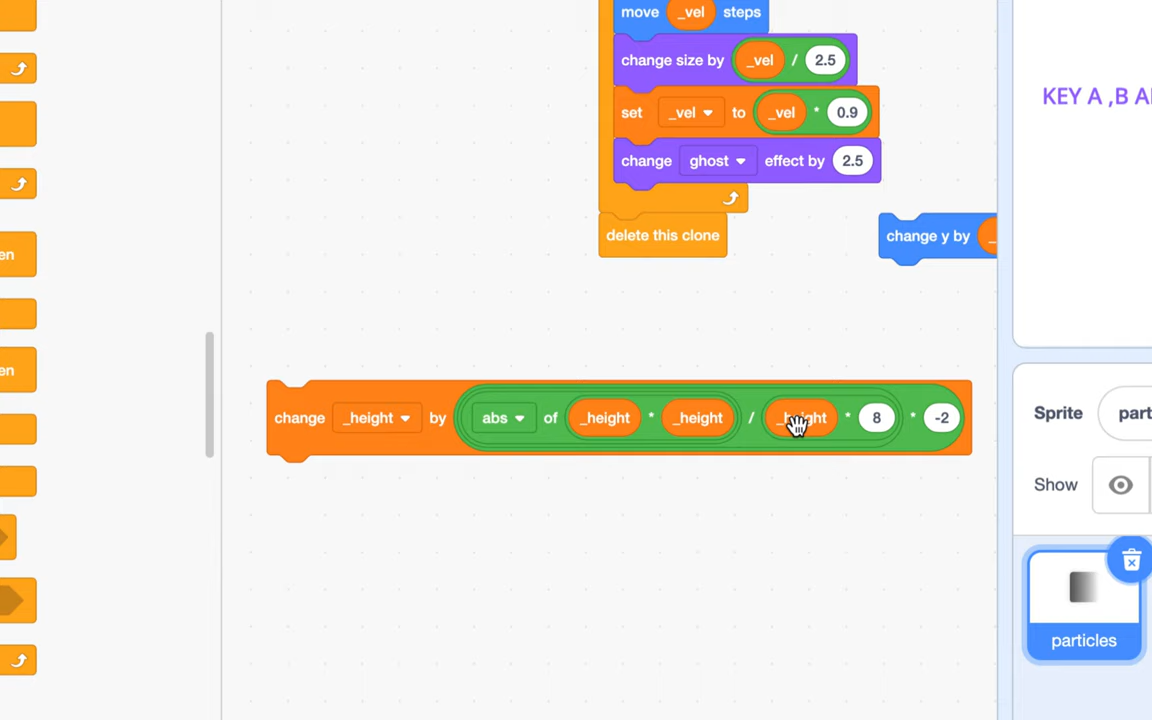 move _vel steps
change size by _vel / 2.5
set _vel to _vel * 0.9
change ghost effect by 2.5
delete this clone
change y by
KEY A ,B
change _height by abs of _height * _height / _height * 8 * -2
Sprite
Show
particles